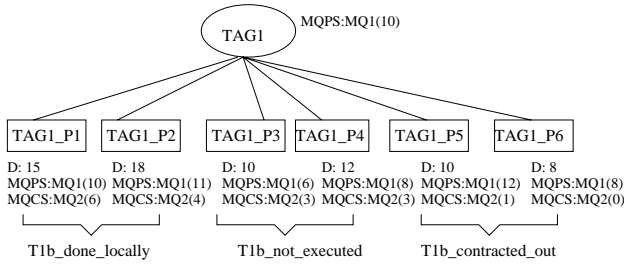 TAG1
MQPS:MQ1(10)
TAG1_P1 TAG1_P2 TAG1_P3 TAG1_P4 TAG1_P5 TAG1_P6
D: 15 D: 18 D: 10 D: 12 D: 10 D: 8
MQPS:MQ1(10) MQPS:MQ1(11) MQPS:MQ1(6) MQPS:MQ1(8) MQPS:MQ1(12) MQPS:MQ1(8)
MQCS:MQ2(6) MQCS:MQ2(4) MQCS:MQ2(3) MQCS:MQ2(3) MQCS:MQ2(1) MQCS:MQ2(0)
T1b_done_locally T1b_not_executed T1b_contracted_out